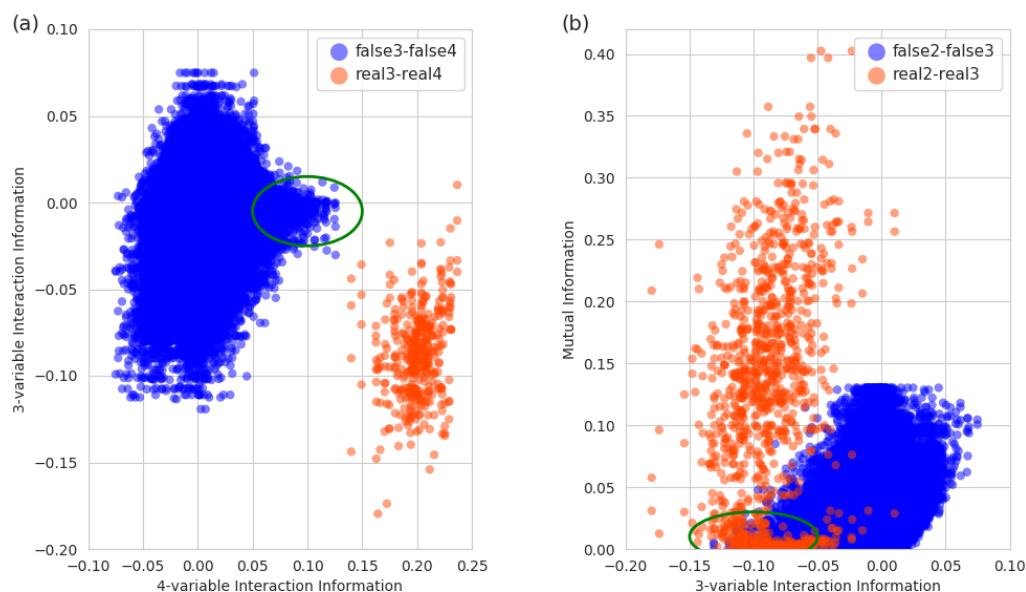 (a)
false3-false4
real3-real4
3-variable Interaction Information
0.10
0.05
0.00
−0.05
−0.10
−0.15
−0.20
−0.10 −0.05 0.00 0.05 0.10 0.15 0.20 0.25
4-variable Interaction Information
(b)
false2-false3
real2-real3
Mutual Information
0.40
0.35
0.30
0.25
0.20
0.15
0.10
0.05
0.00
−0.20 −0.15 −0.10 −0.05 0.00 0.05 0.10
3-variable Interaction Information